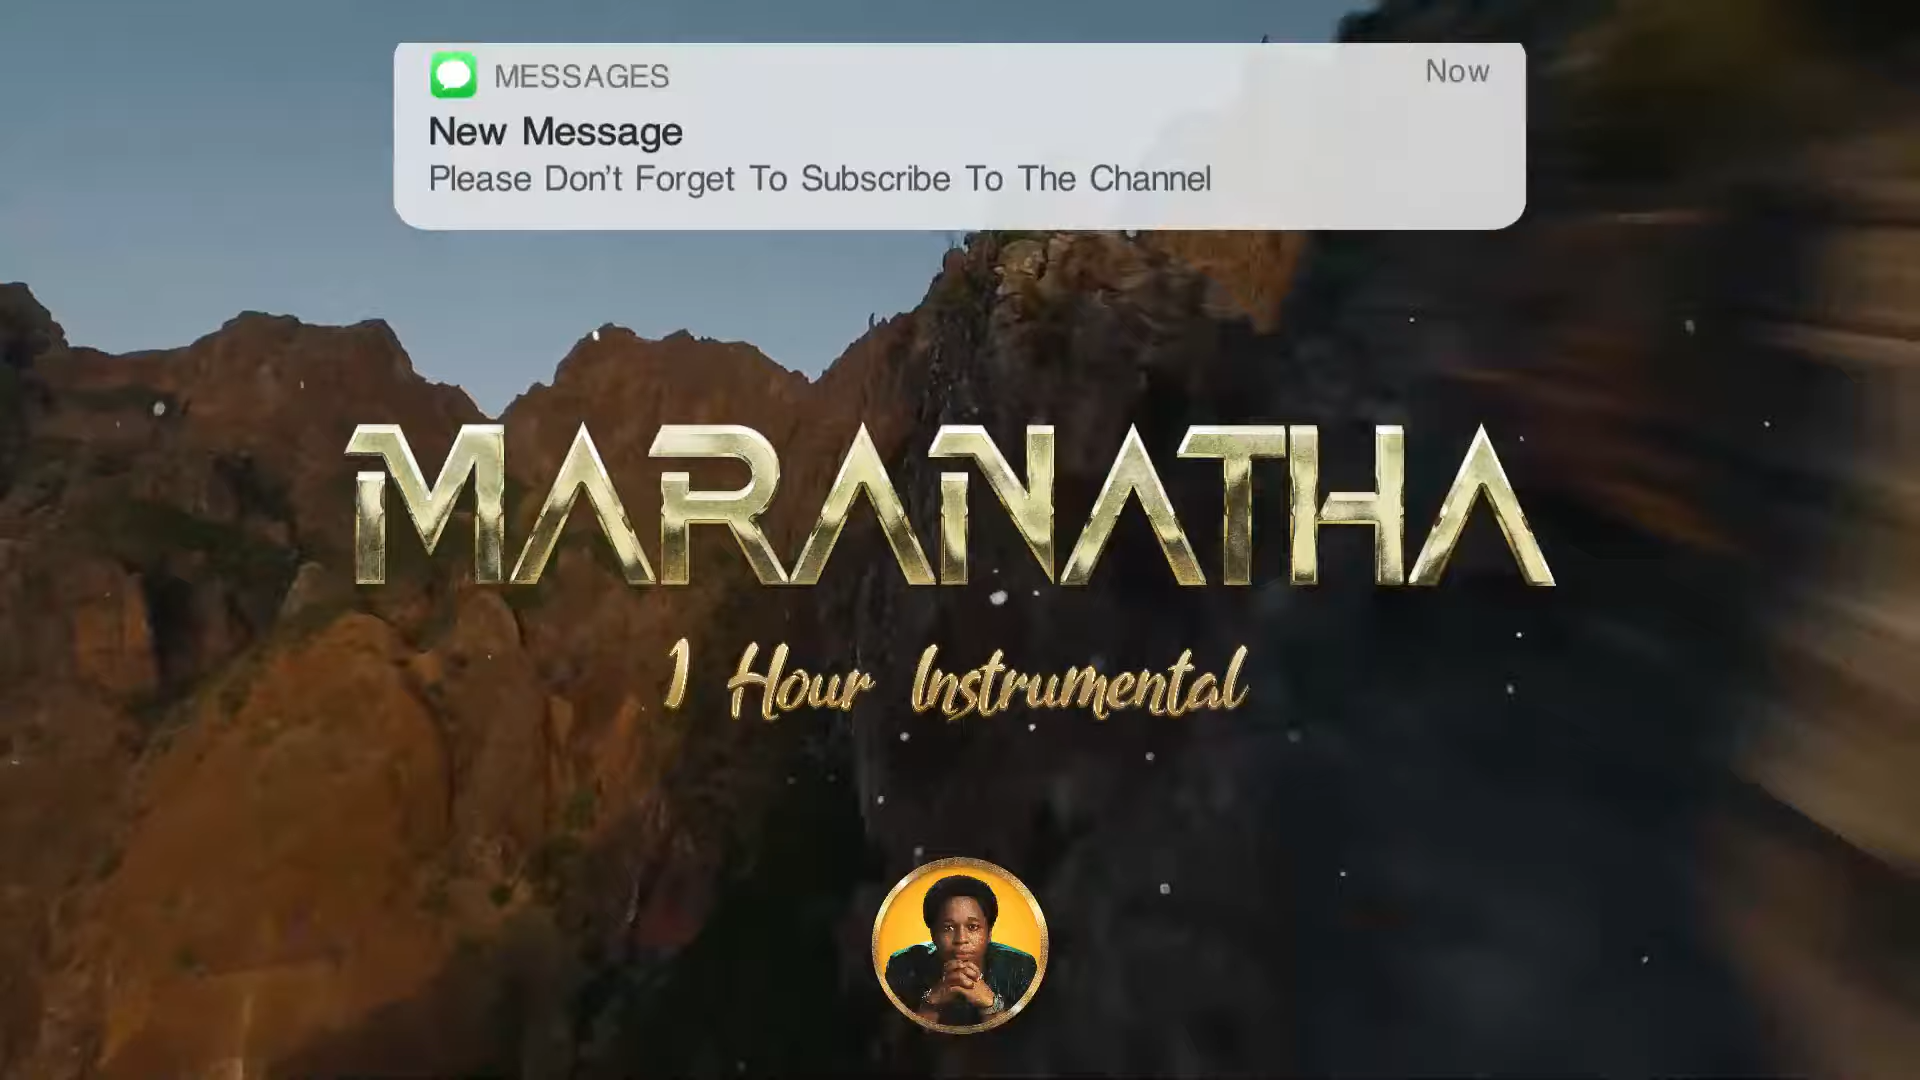 MESSAGES
Now
New Message
Please Don't Forget To Subscribe To The Channel
MARANATHA
1 Hour Instrumental